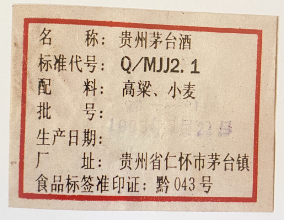 名 称：贵州茅台酒
标准代号：Q/MJJ2.1
配 料：高粱、小麦
批 号：
生产日期：
厂 址：贵州省仁怀市茅台镇
食品标签准印证：黔043号